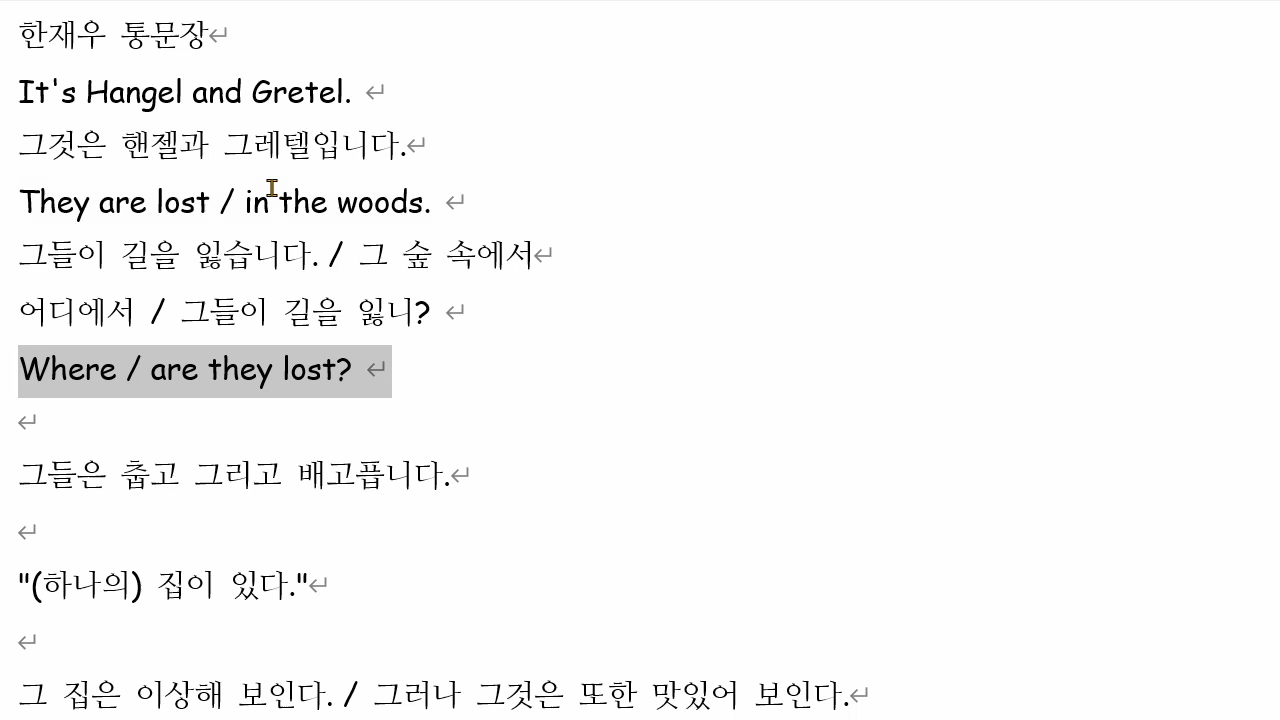 한재우 통문장
It's Hangel and Gretel.
그것은 핸젤과 그레텔입니다.
They are lost / in the woods.
그들이 길을 잃습니다. / 그 숲 속에서
어디에서 / 그들이 길을 잃니?
Where / are they lost?
그들은 춥고 그리고 배고픕니다.
"(하나의) 집이 있다."
그 집은 이상해 보인다. / 그러나 그것은 또한 맛있어 보인다.